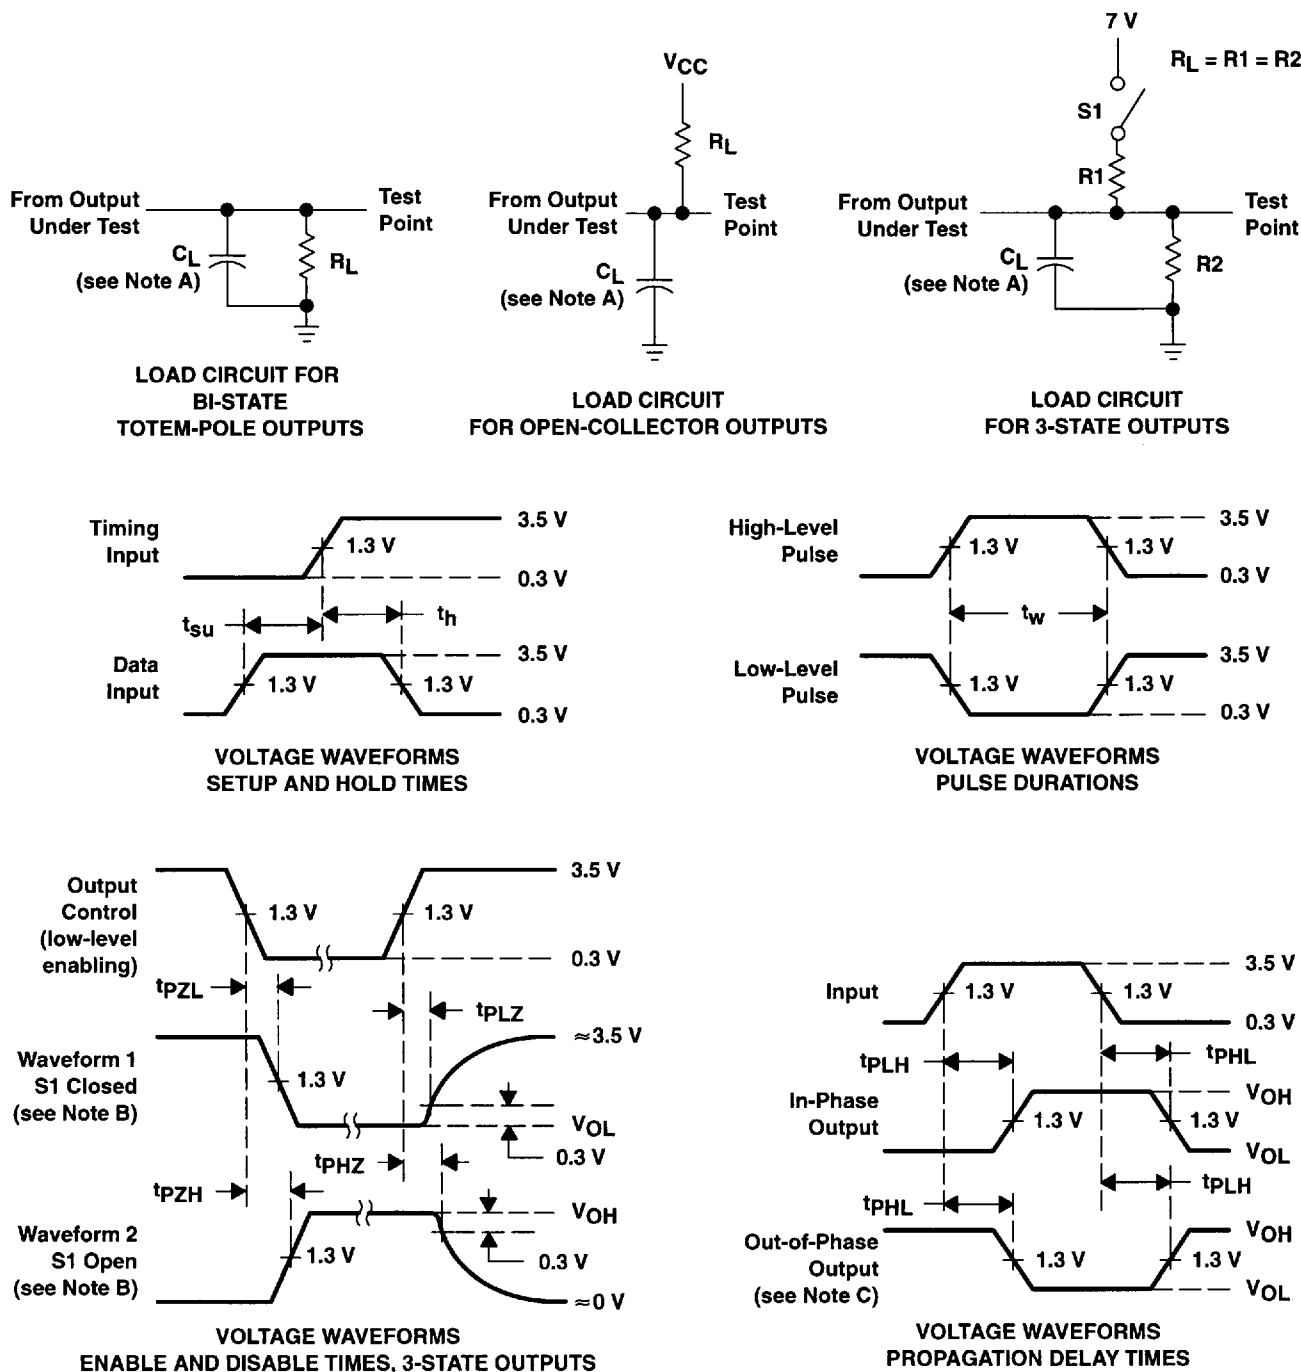 VCC
RL
From Output
Under Test
Test
Point
CL
(see Note A)
RL
LOAD CIRCUIT FOR
BI-STATE
TOTEM-POLE OUTPUTS
From Output
Under Test
Test
Point
CL
(see Note A)
LOAD CIRCUIT
FOR OPEN-COLLECTOR OUTPUTS
7 V
RL = R1 = R2
S1
R1
From Output
Under Test
Test
Point
CL
(see Note A)
R2
LOAD CIRCUIT
FOR 3-STATE OUTPUTS
Timing
Input
3.5 V
1.3 V
0.3 V
tsu
th
Data
Input
3.5 V
1.3 V
1.3 V
0.3 V
VOLTAGE WAVEFORMS
SETUP AND HOLD TIMES
High-Level
Pulse
3.5 V
1.3 V
1.3 V
0.3 V
tw
Low-Level
Pulse
3.5 V
1.3 V
1.3 V
0.3 V
VOLTAGE WAVEFORMS
PULSE DURATIONS
Output
Control
(low-level
enabling)
3.5 V
1.3 V
1.3 V
0.3 V
tPZL
tPLZ
Waveform 1
S1 Closed
(see Note B)
≈3.5 V
1.3 V
VOL
0.3 V
tPHZ
tPZH
Waveform 2
S1 Open
(see Note B)
VOH
1.3 V
0.3 V
≈0 V
VOLTAGE WAVEFORMS
ENABLE AND DISABLE TIMES, 3-STATE OUTPUTS
Input
3.5 V
1.3 V
1.3 V
0.3 V
tPLH
tPHL
In-Phase
Output
VOH
1.3 V
1.3 V
VOL
tPHL
tPLH
Out-of-Phase
Output
(see Note C)
VOH
1.3 V
1.3 V
VOL
VOLTAGE WAVEFORMS
PROPAGATION DELAY TIMES